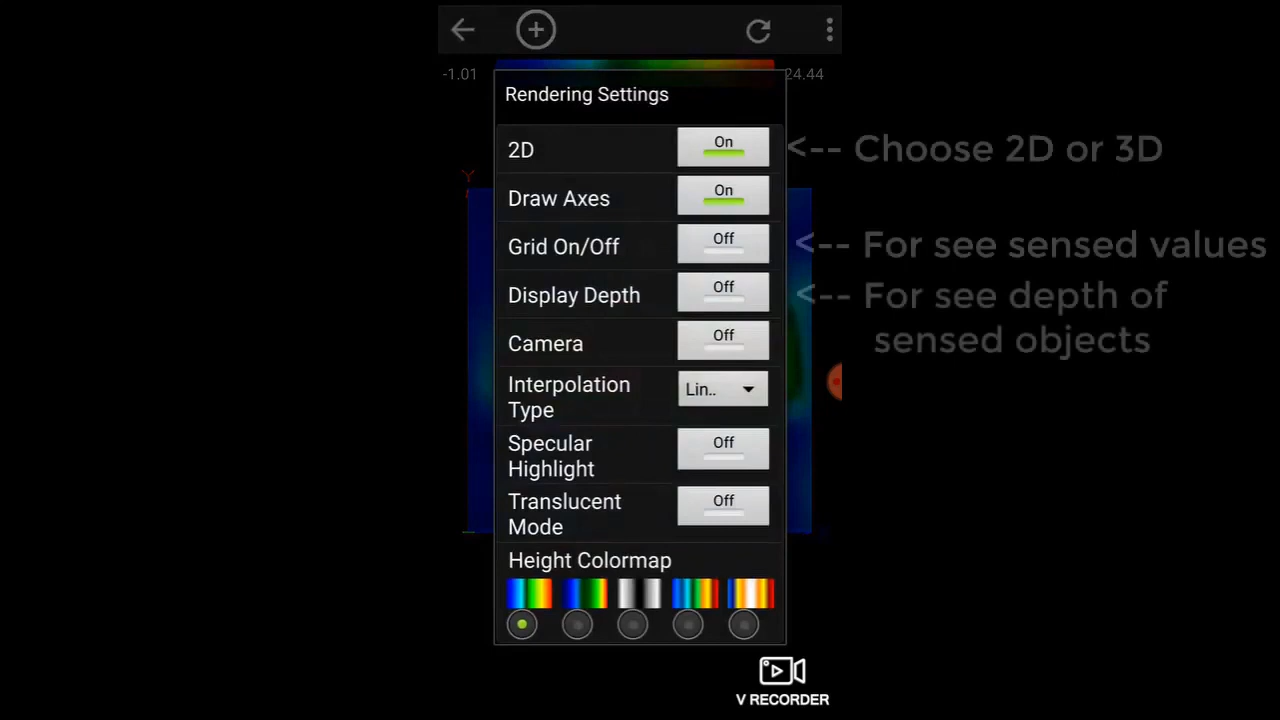 -1.01
24.44
Rendering Settings
2D
On
<-- Choose 2D or 3D
Draw Axes
On
Grid On/Off
Off
<-- For see sensed values
Display Depth
Off
<-- For see depth of
sensed objects
Camera
Off
Interpolation
Type
Lin..
Specular
Highlight
Off
Translucent
Mode
Off
Height Colormap
Y
V RECORDER